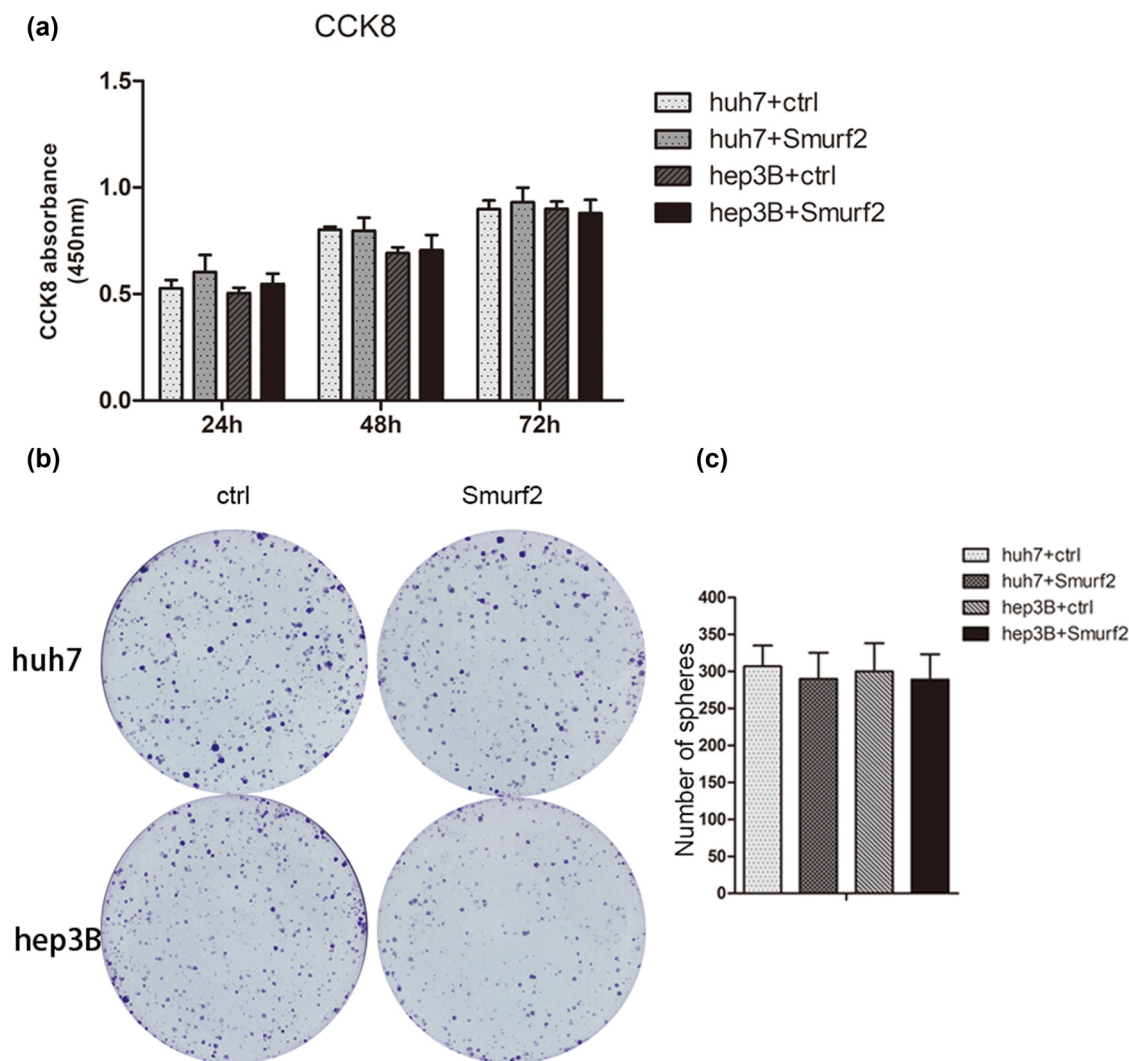 (a)
CCK8
CCK8 absorbance
(450nm)
1.5
1.0
0.5
0.0
24h
48h
72h
huh7+ctrl
huh7+Smurf2
hep3B+ctrl
hep3B+Smurf2
(b)
ctrl
Smurf2
huh7
hep3B
(c)
huh7+ctrl
huh7+Smurf2
hep3B+ctrl
hep3B+Smurf2
Number of spheres
400
350
300
250
200
150
100
50
0